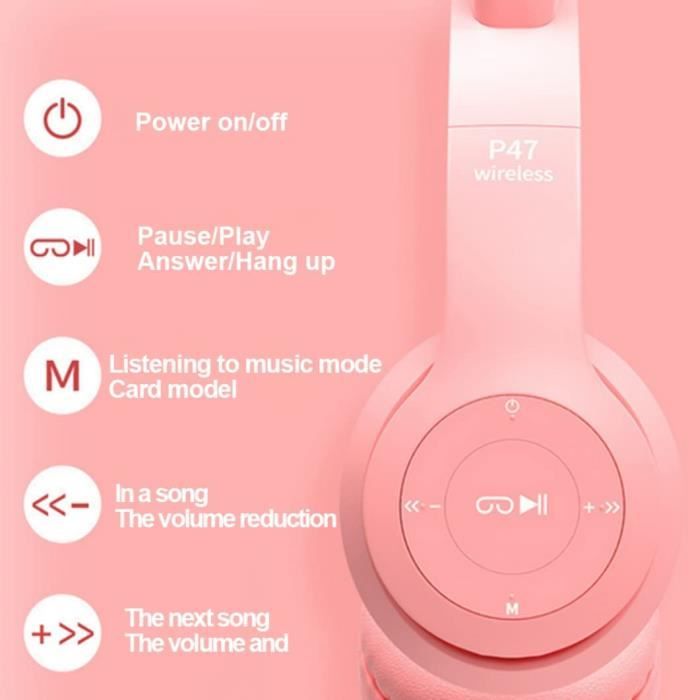 Power on/off
P47
wireless
Pause/Play
Answer/Hang up
M
Listening to music mode
Card model
<<-
In a song
The volume reduction
+>>
The next song
The volume and
<<-
+>>
M